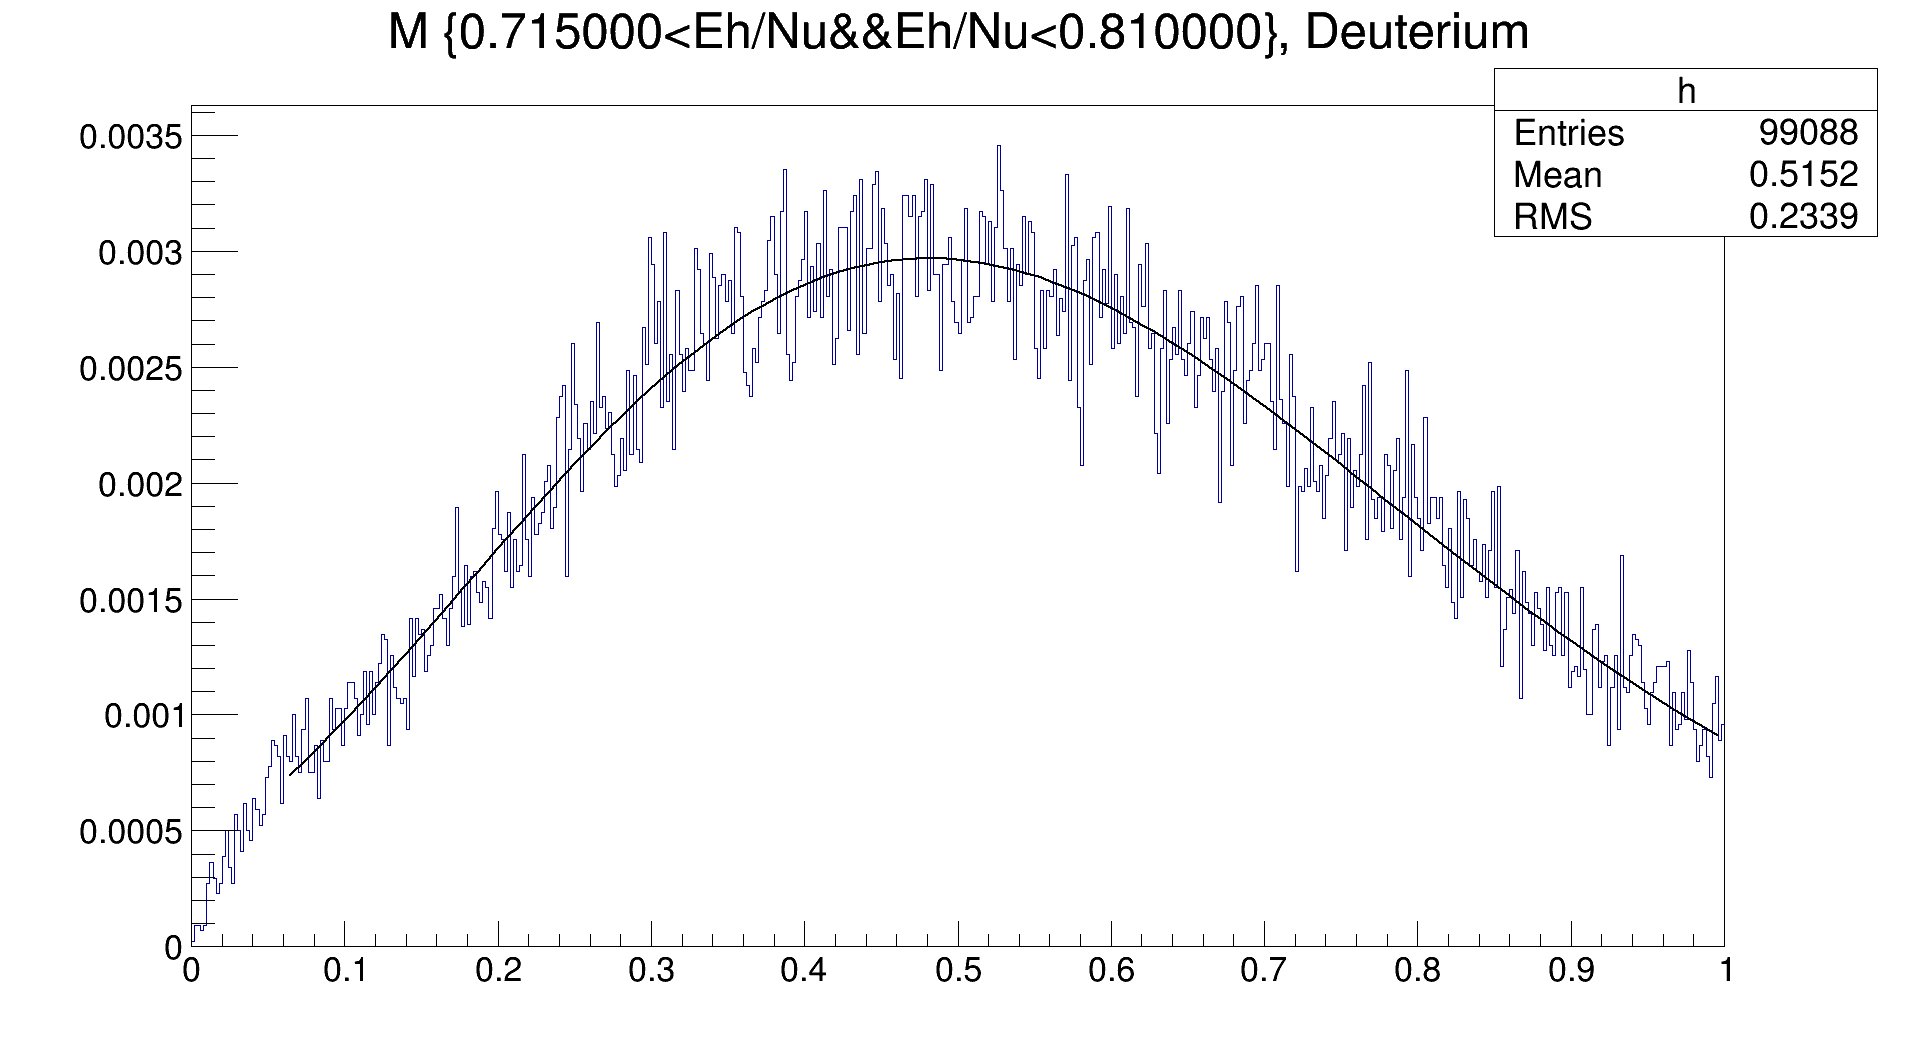 M {0.715000<Eh/Nu&&Eh/Nu<0.810000}, Deuterium
h
Entries 99088
Mean 0.5152
RMS 0.2339
0.0035
0.003
0.0025
0.002
0.0015
0.001
0.0005
0
0 0.1 0.2 0.3 0.4 0.5 0.6 0.7 0.8 0.9 1